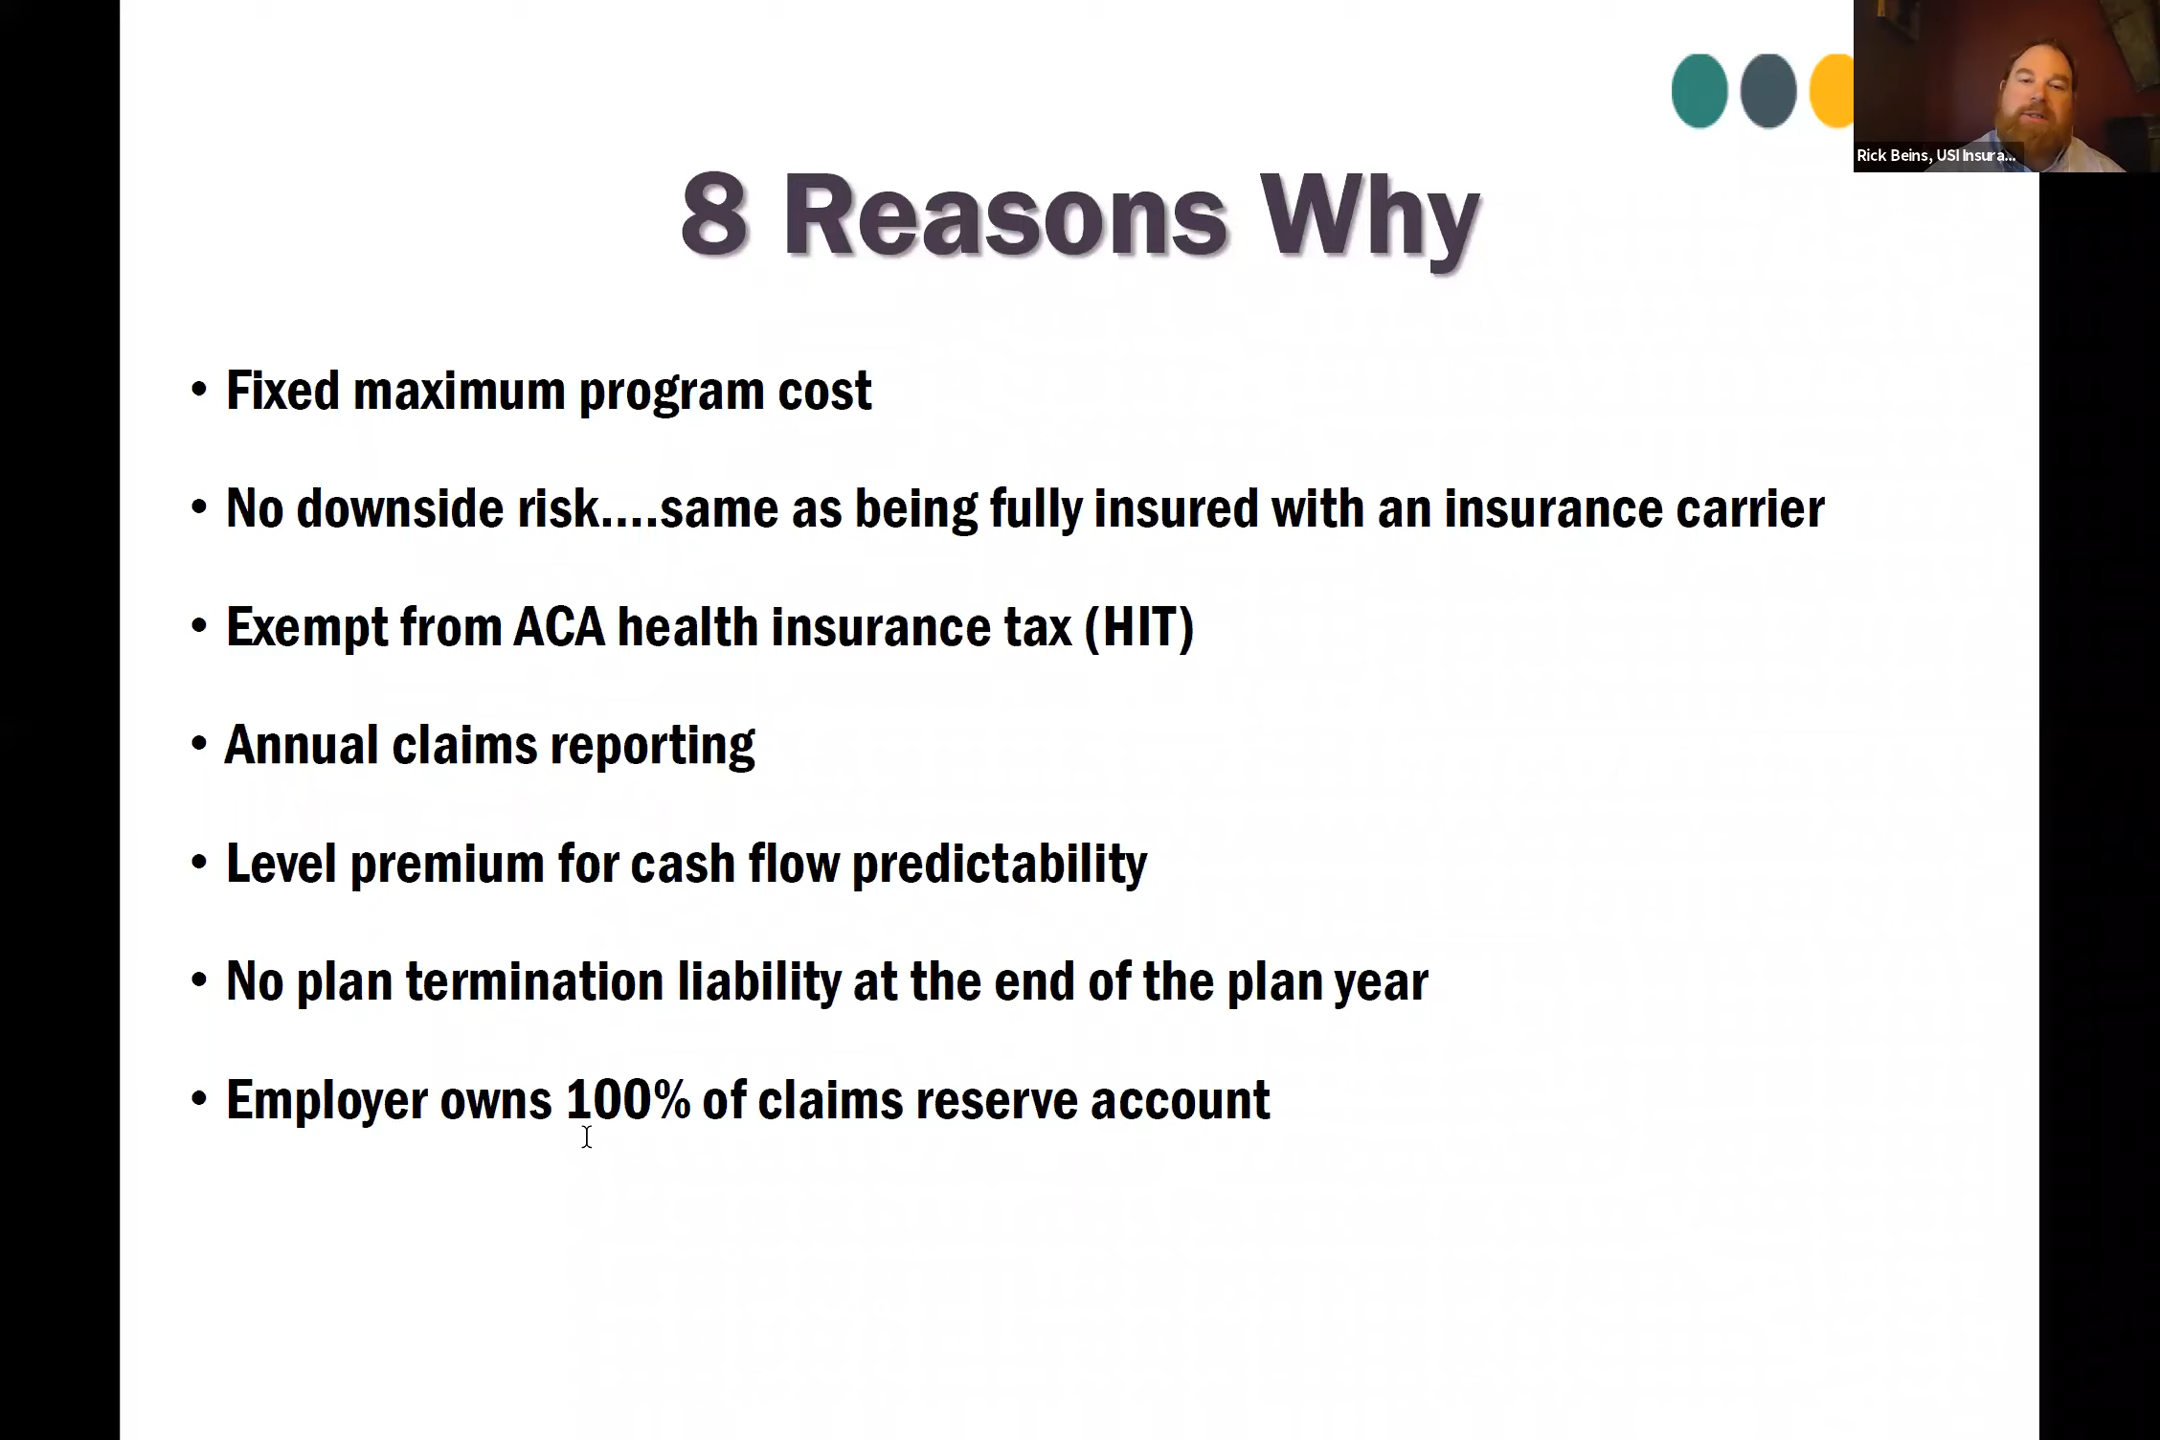 Rick Beins, USI Insura...
8 Reasons Why
• Fixed maximum program cost
• No downside risk....same as being fully insured with an insurance carrier
• Exempt from ACA health insurance tax (HIT)
• Annual claims reporting
• Level premium for cash flow predictability
• No plan termination liability at the end of the plan year
• Employer owns 100% of claims reserve account